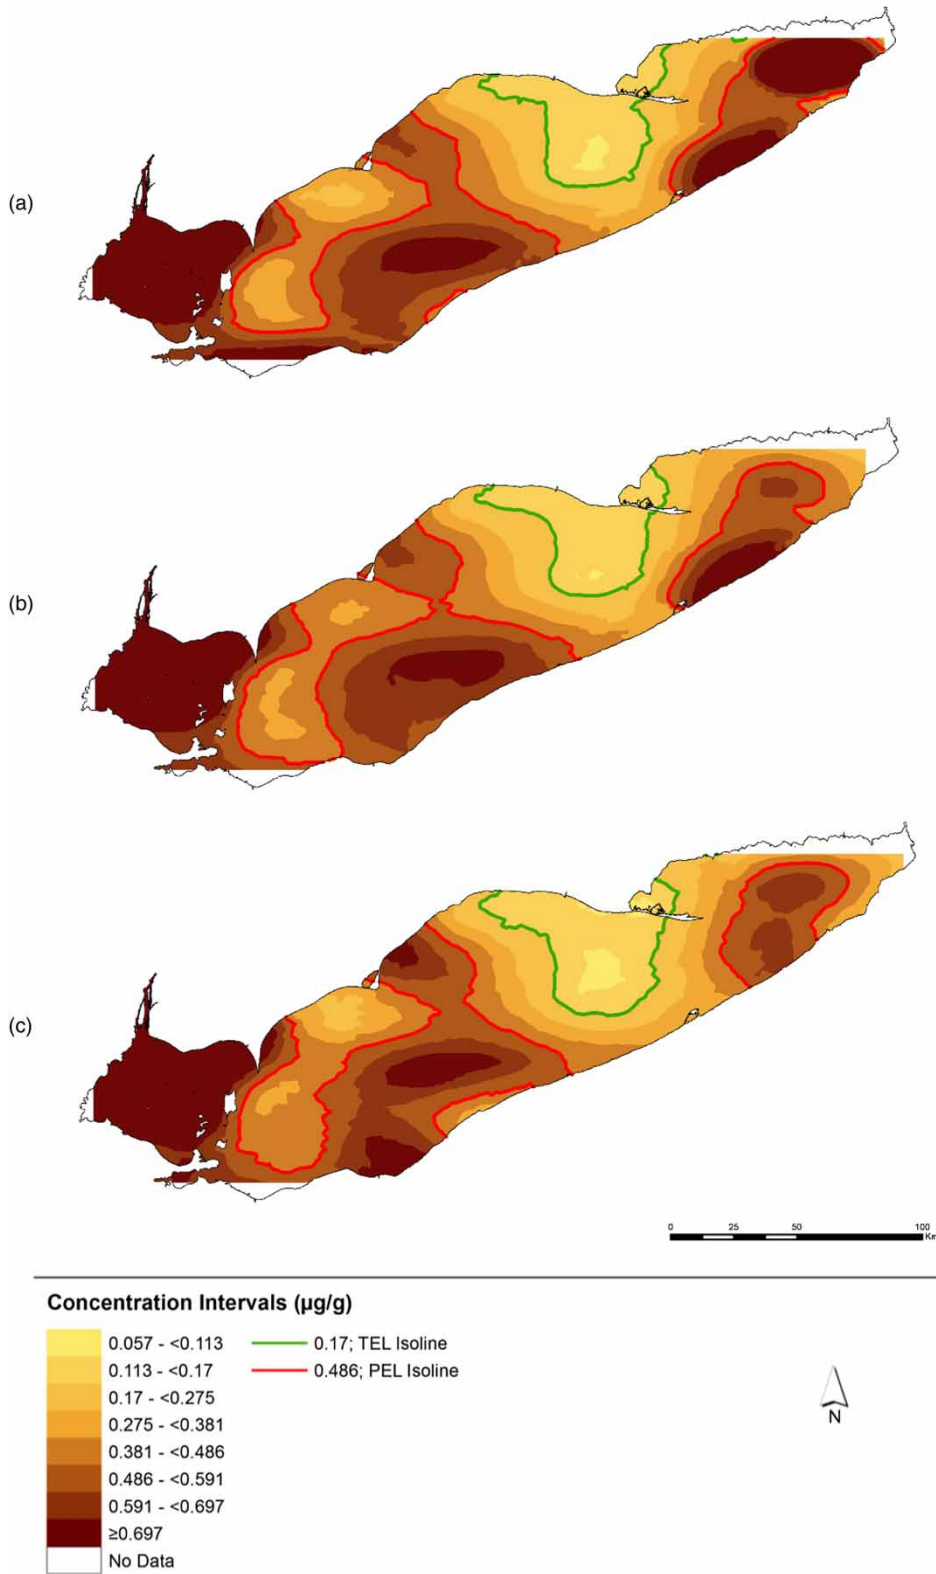 (a)
(b)
(c)
0 25 50 100
Km
Concentration Intervals (µg/g)
0.057 - <0.113
0.113 - <0.17
0.17 - <0.275
0.275 - <0.381
0.381 - <0.486
0.486 - <0.591
0.591 - <0.697
≥0.697
No Data
0.17; TEL Isoline
0.486; PEL Isoline
N